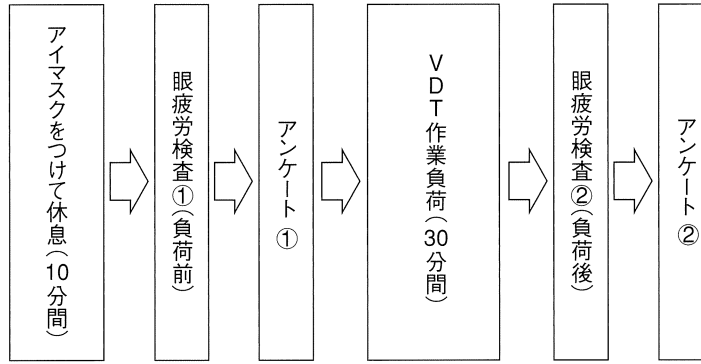 アイマスクをつけて休息(10分間)
眼疲労検査①(負荷前)
アンケート①
VDT作業負荷(30分間)
眼疲労検査②(負荷後)
アンケート②